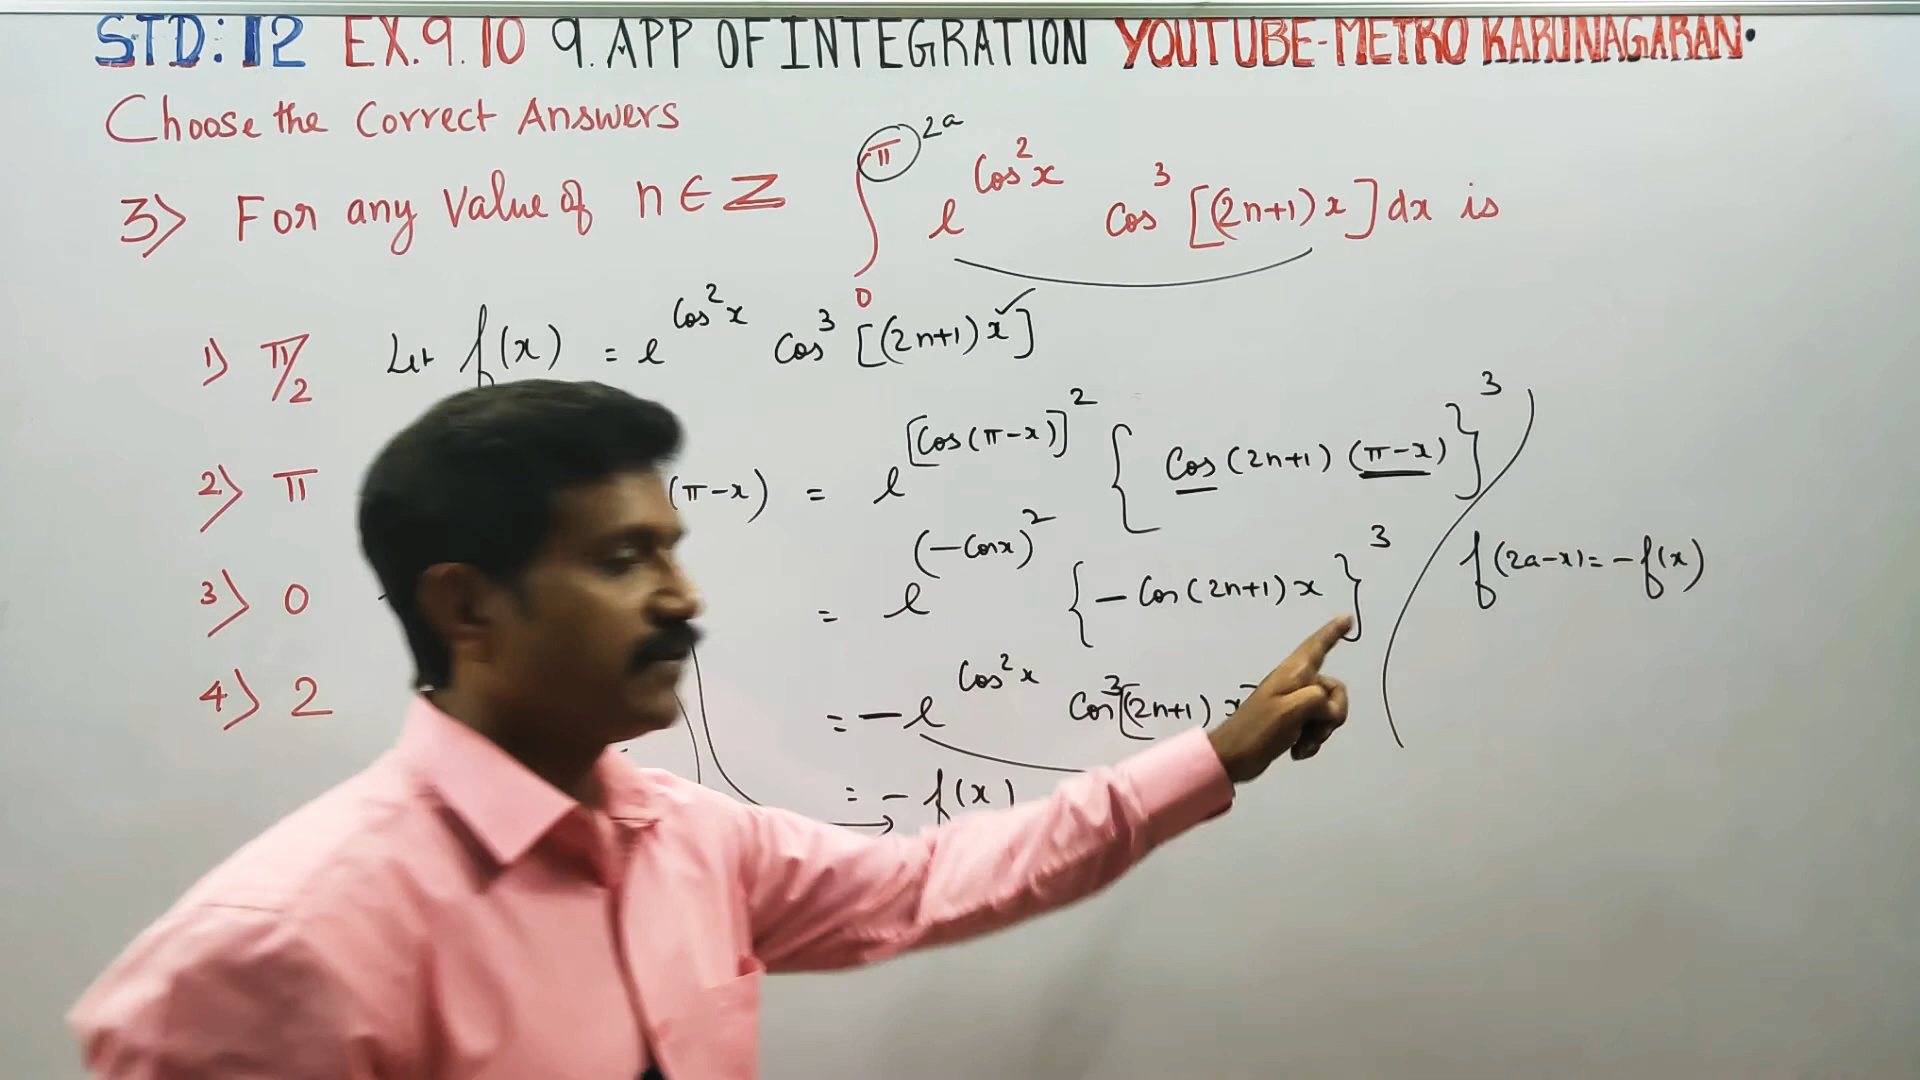 STD: 12 EX.9.10 9. APP OF INTEGRATION YOUTUBE-METRO KARUNAGARAN.
Choose the Correct Answers
3) For any Value of n ∈ Z ∫₀^π 2a e^(cos²x) cos³ [(2n+1)x] dx is
1) π/2 Let f(x) = e^(cos²x) cos³ [(2n+1)x]
2) π (π-x) = e^([cos(π-x)]²) {cos(2n+1)(π-x)}³
3) 0 = e^((-cosx)²) {-cos(2n+1)x}³ f(2a-x) = -f(x)
4) 2 = -e^(cos²x) cos³[(2n+1)x
= -f(x)